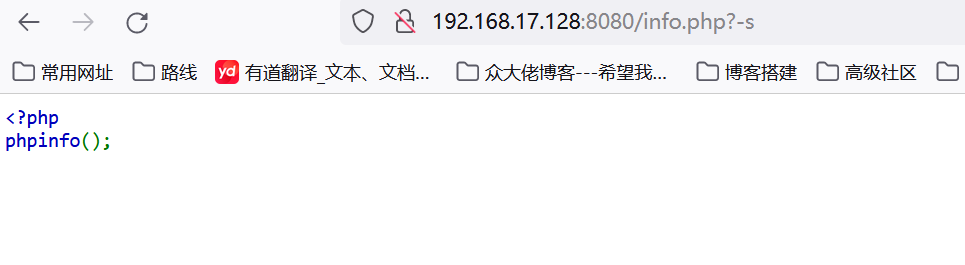 192.168.17.128:8080/info.php?-s
常用网址 路线 yd 有道翻译_文本、文档... 众大佬博客---希望我... 博客搭建 高级社区
<?php
phpinfo();